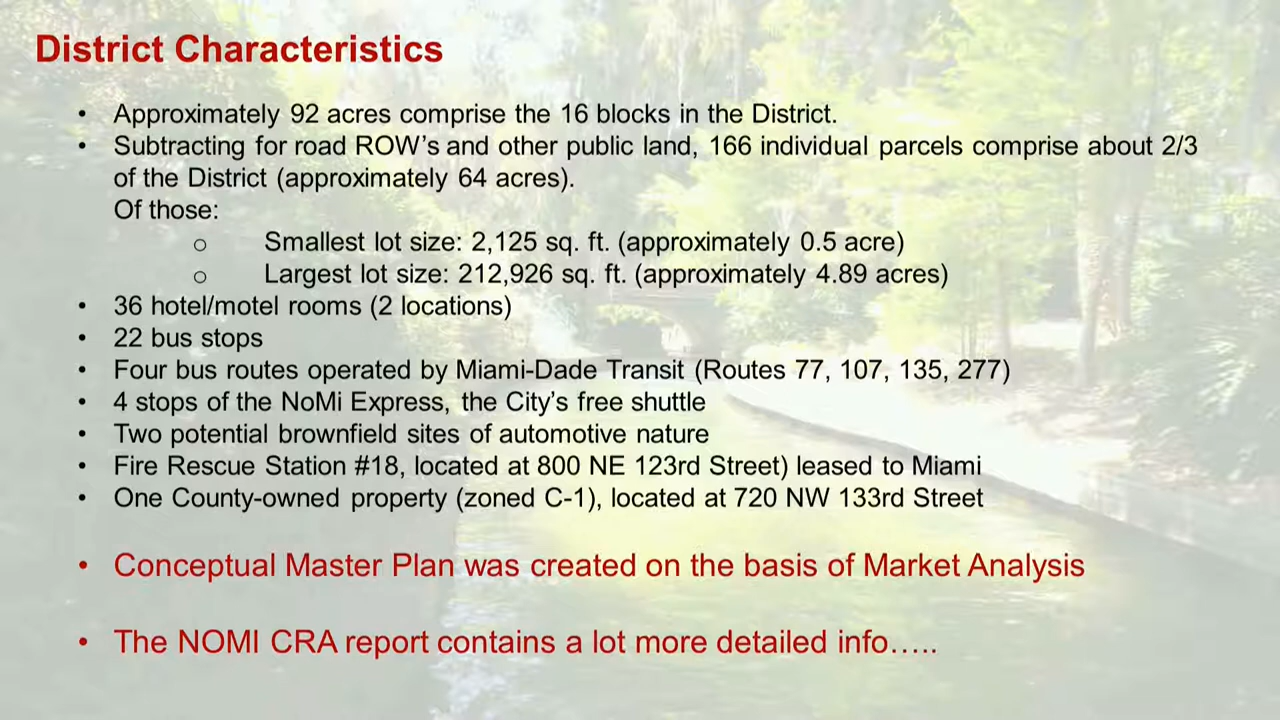 District Characteristics
• Approximately 92 acres comprise the 16 blocks in the District.
• Subtracting for road ROW’s and other public land, 166 individual parcels comprise about 2/3
of the District (approximately 64 acres).
Of those:
o Smallest lot size: 2,125 sq. ft. (approximately 0.5 acre)
o Largest lot size: 212,926 sq. ft. (approximately 4.89 acres)
• 36 hotel/motel rooms (2 locations)
• 22 bus stops
• Four bus routes operated by Miami-Dade Transit (Routes 77, 107, 135, 277)
• 4 stops of the NoMi Express, the City’s free shuttle
• Two potential brownfield sites of automotive nature
• Fire Rescue Station #18, located at 800 NE 123rd Street) leased to Miami
• One County-owned property (zoned C-1), located at 720 NW 133rd Street
• Conceptual Master Plan was created on the basis of Market Analysis
• The NOMI CRA report contains a lot more detailed info…..